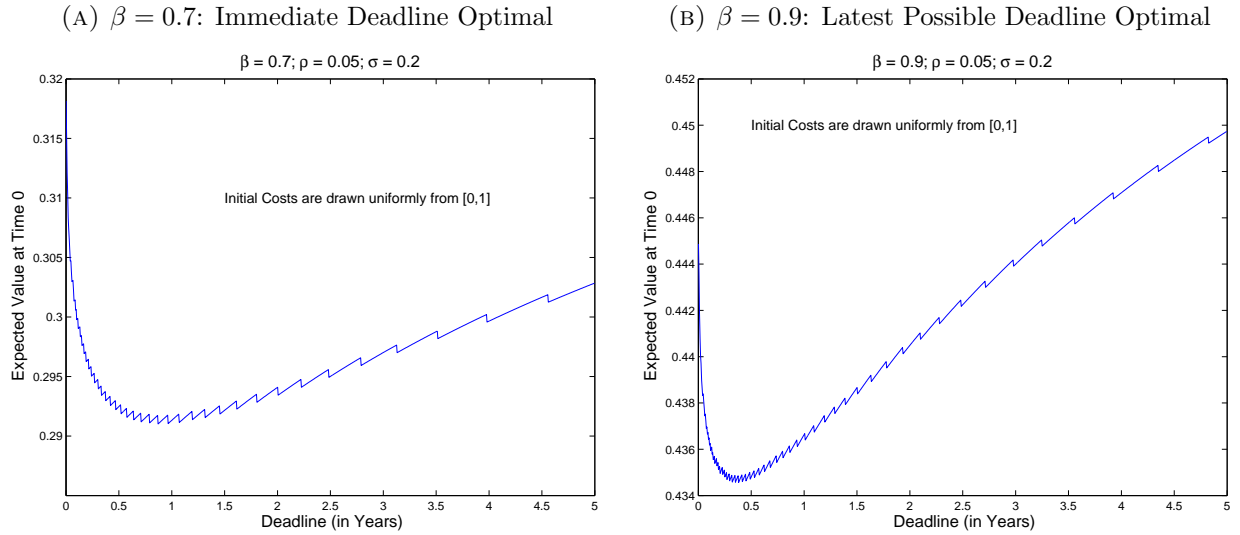 (A) β = 0.7: Immediate Deadline Optimal
β = 0.7; ρ = 0.05; σ = 0.2
0.32
0.315
0.31
0.305
0.3
0.295
0.29
0.285
Expected Value at Time 0
Initial Costs are drawn uniformly from [0,1]
0 0.5 1 1.5 2 2.5 3 3.5 4 4.5 5
Deadline (in Years)
(B) β = 0.9: Latest Possible Deadline Optimal
β = 0.9; ρ = 0.05; σ = 0.2
0.452
0.45
0.448
0.446
0.444
0.442
0.44
0.438
0.436
0.434
Expected Value at Time 0
Initial Costs are drawn uniformly from [0,1]
0 0.5 1 1.5 2 2.5 3 3.5 4 4.5 5
Deadline (in Years)